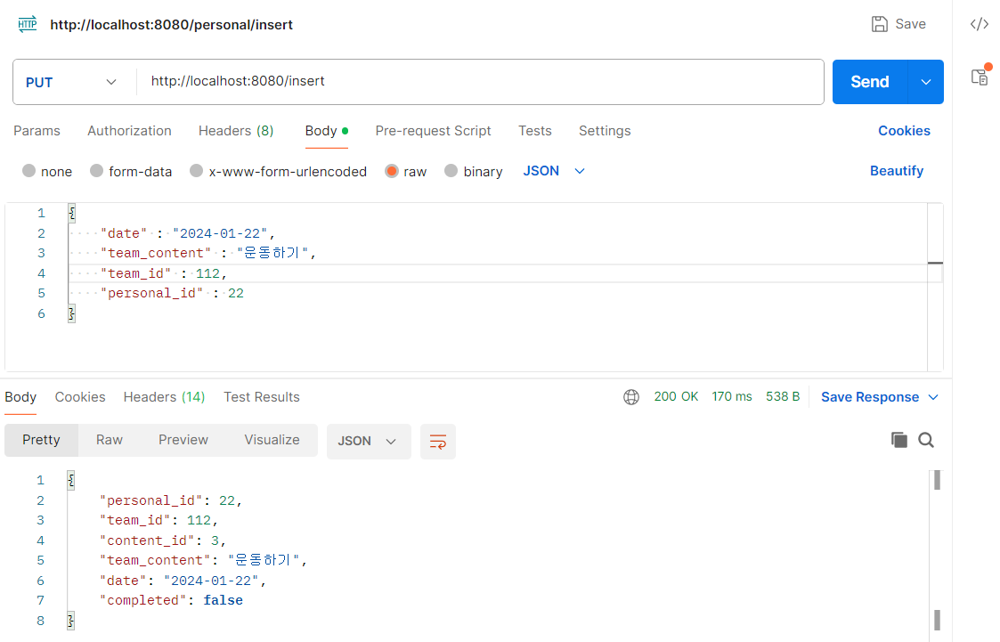 HTTP http://localhost:8080/personal/insert Save
PUT http://localhost:8080/insert Send
Params Authorization Headers (8) Body Pre-request Script Tests Settings Cookies
none form-data x-www-form-urlencoded raw binary JSON Beautify
1 {
2 "date" : "2024-01-22",
3 "team_content" : "운동하기",
4 "team_id" : 112,
5 "personal_id" : 22
6 }
Body Cookies Headers (14) Test Results 200 OK 170 ms 538 B Save Response
Pretty Raw Preview Visualize JSON
1 {
2 "personal_id": 22,
3 "team_id": 112,
4 "content_id": 3,
5 "team_content": "운동하기",
6 "date": "2024-01-22",
7 "completed": false
8 }